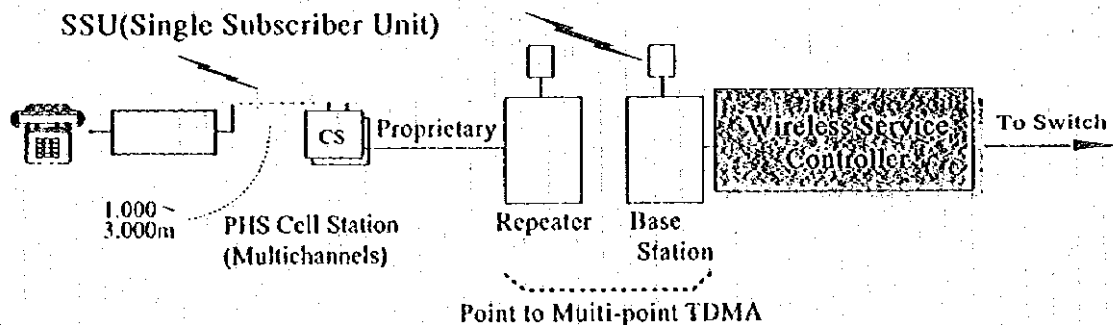 SSU(Single Subscriber Unit)
CS
Proprietary
Wireless Service
Controller
To Switch
1.000 ~
3.000m
PHS Cell Station
(Multichannels)
Repeater
Base
Station
Point to Multi-point TDMA